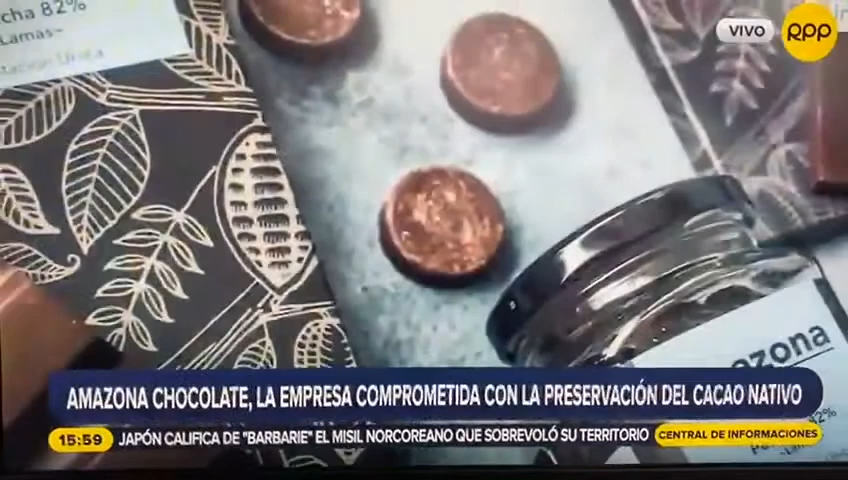 cha 82%
Lamas~
VIVO
RPP
azona
AMAZONA CHOCOLATE, LA EMPRESA COMPROMETIDA CON LA PRESERVACIÓN DEL CACAO NATIVO
15:59 JAPÓN CALIFICA DE "BARBARIE" EL MISIL NORCOREANO QUE SOBREVOLÓ SU TERRITORIO CENTRAL DE INFORMACIONES